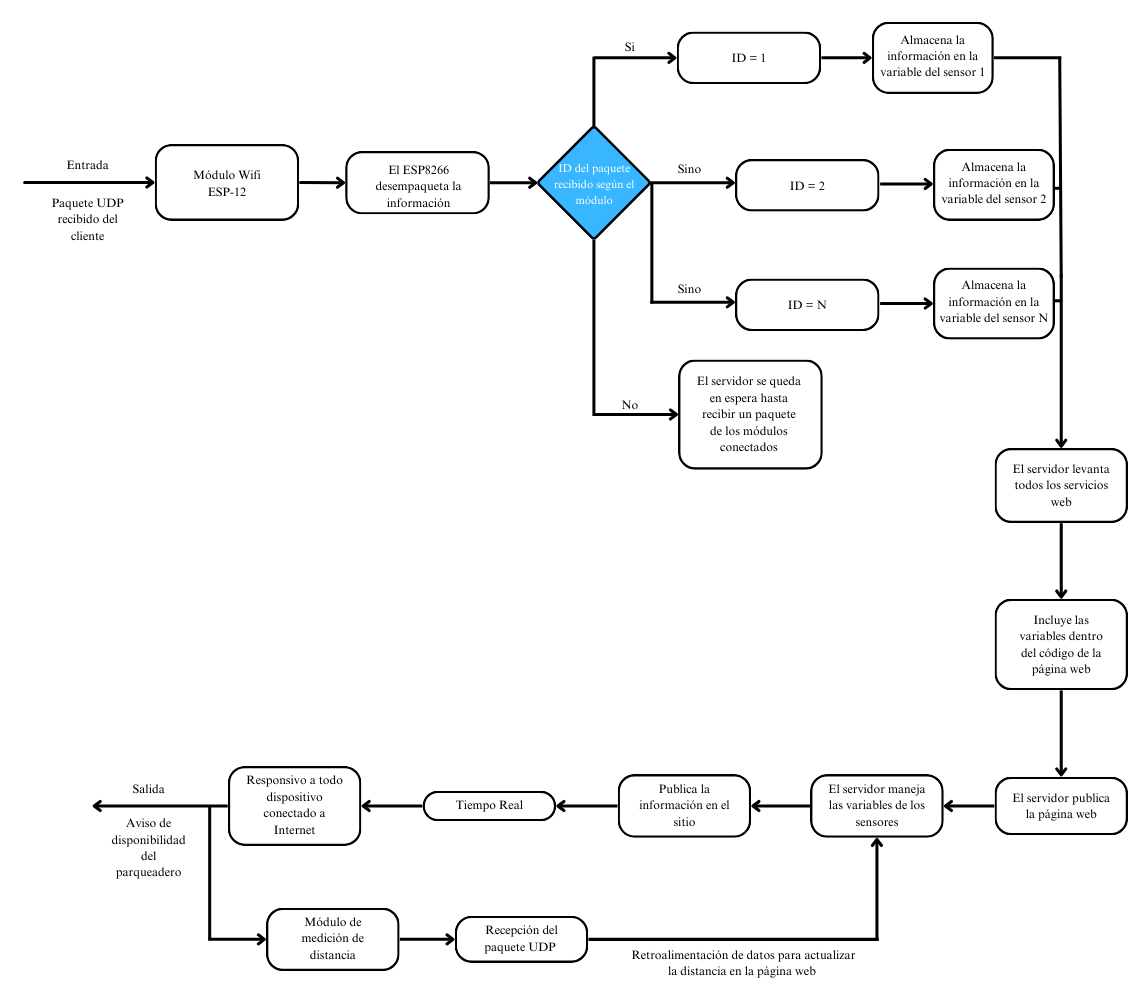 Si
ID = 1
Almacena la
información en la
variable del sensor 1
Entrada
Paquete UDP
recibido del
cliente
Módulo Wifi
ESP-12
El ESP8266
desempaqueta la
información
ID del paquete
recibido según el
módulo
Sino
ID = 2
Almacena la
información en la
variable del sensor 2
Sino
ID = N
Almacena la
información en la
variable del sensor N
No
El servidor se queda
en espera hasta
recibir un paquete
de los módulos
conectados
El servidor levanta
todos los servicios
web
Incluye las
variables dentro
del código de la
página web
El servidor publica
la página web
El servidor maneja
las variables de los
sensores
Publica la
información en el
sitio
Tiempo Real
Responsivo a todo
dispositivo
conectado a
Internet
Salida
Aviso de
disponibilidad
del
parqueadero
Módulo de
medición de
distancia
Recepción del
paquete UDP
Retroalimentación de datos para actualizar
la distancia en la página web